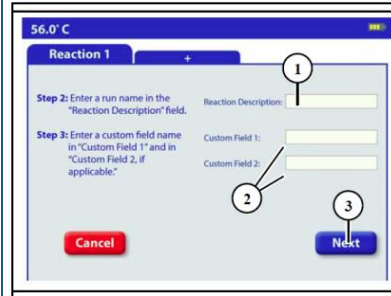 56.0° C
Reaction 1
+
1
Step 2: Enter a run name in the
"Reaction Description" field.
Reaction Description:
Step 3: Enter a custom field name
in "Custom Field 1" and in
"Custom Field 2, if
applicable."
Custom Field 1:
Custom Field 2:
2
3
Cancel
Next